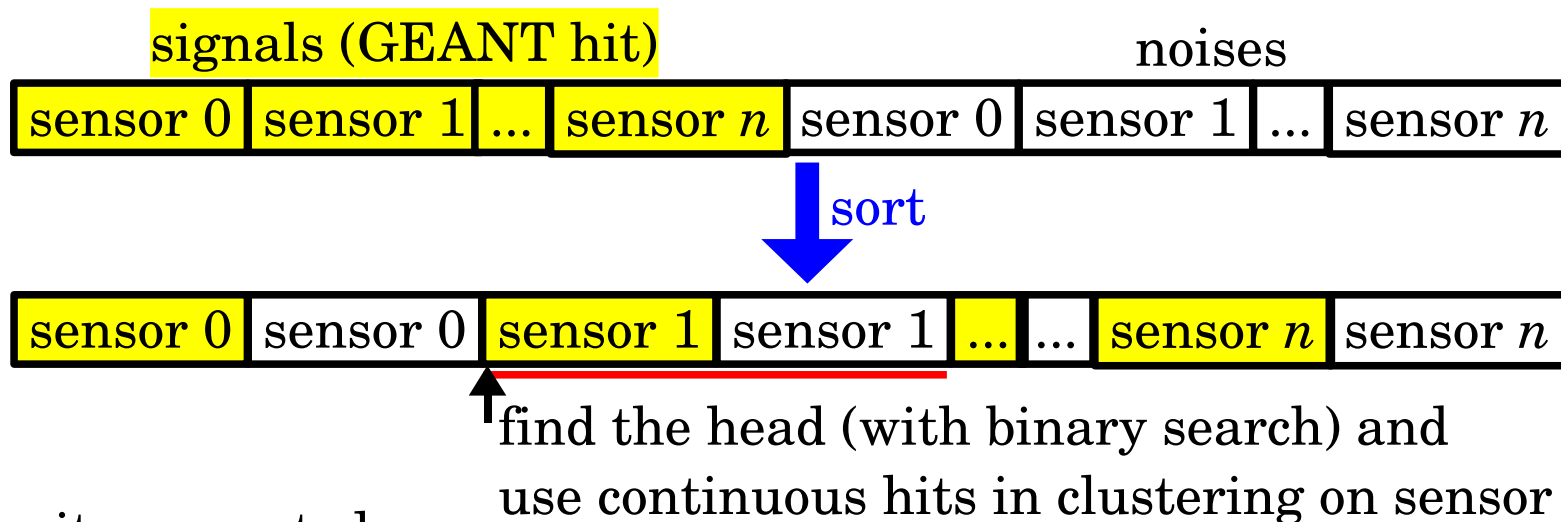 signals (GEANT hit) noises
sensor 0 sensor 1 ... sensor n sensor 0 sensor 1 ... sensor n
sort
sensor 0 sensor 0 sensor 1 sensor 1 ... ... sensor n sensor n
find the head (with binary search) and
use continuous hits in clustering on sensor